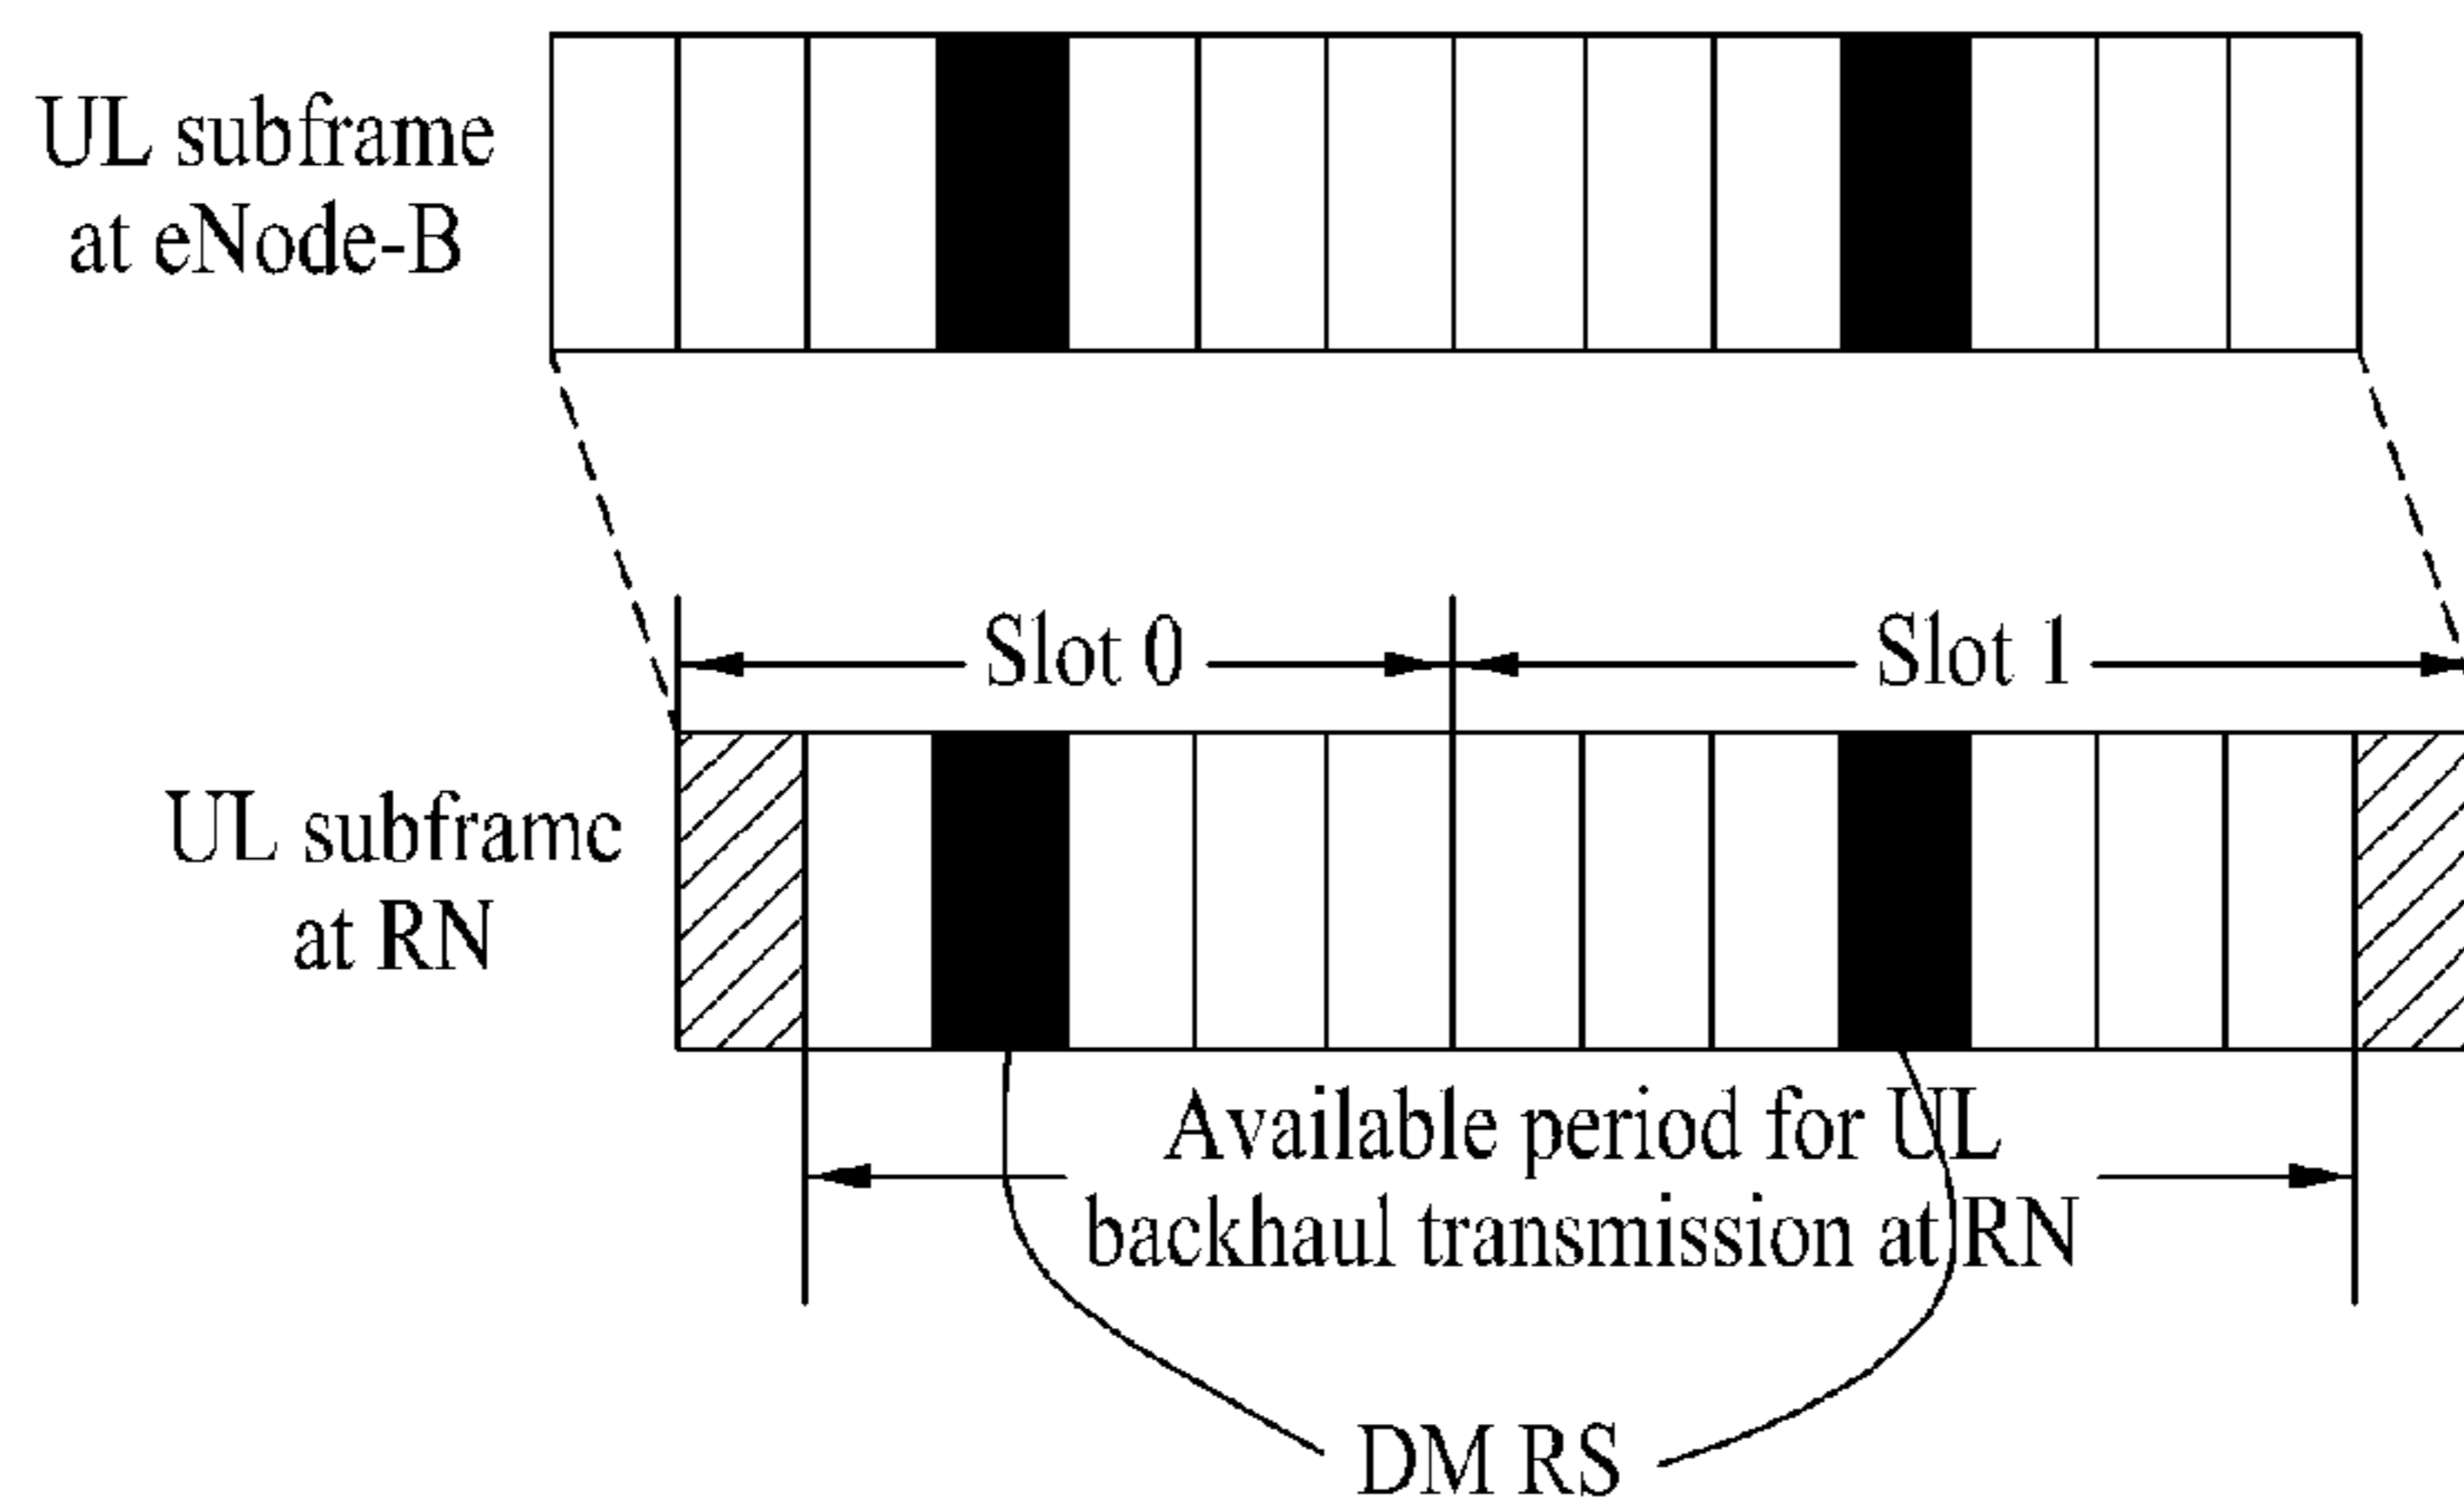 UL subframe
at eNode-B
Slot 0
Slot 1
UL subframe
at RN
Available period for UL
backhaul transmission at RN
DM RS